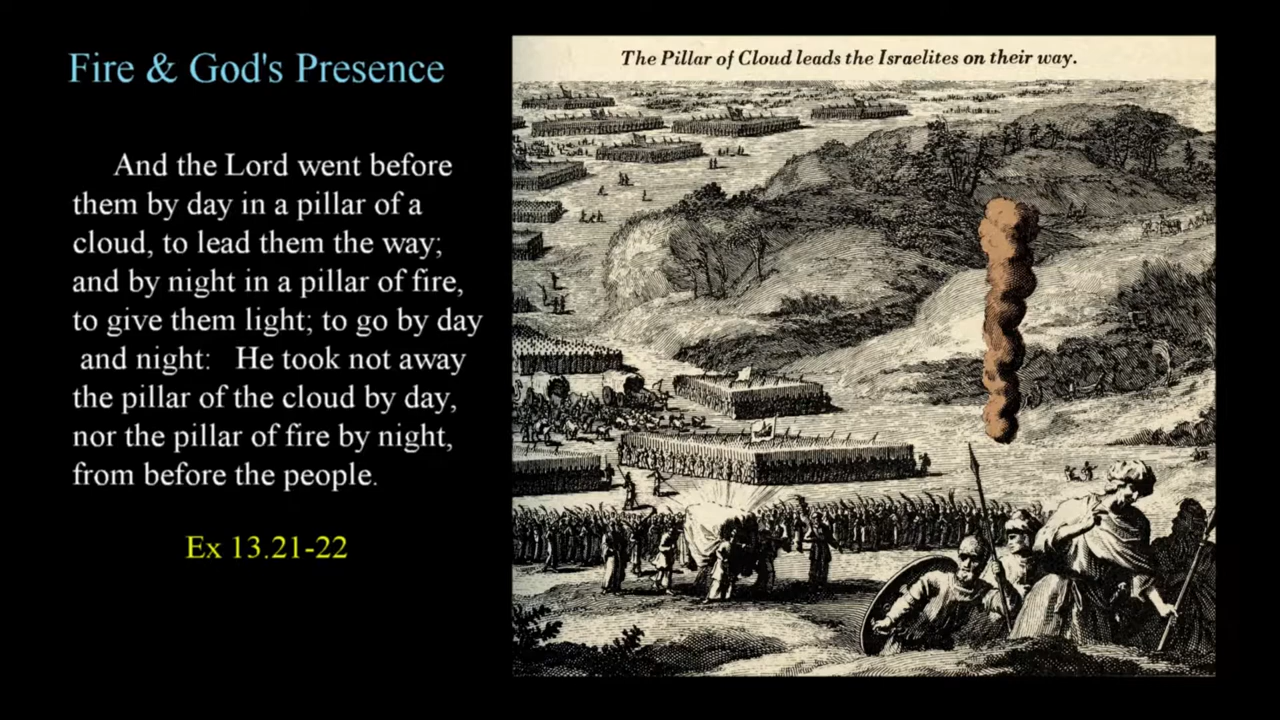 Fire & God's Presence
And the Lord went before
them by day in a pillar of a
cloud, to lead them the way;
and by night in a pillar of fire,
to give them light; to go by day
and night: He took not away
the pillar of the cloud by day,
nor the pillar of fire by night,
from before the people.
Ex 13.21-22
The Pillar of Cloud leads the Israelites on their way.